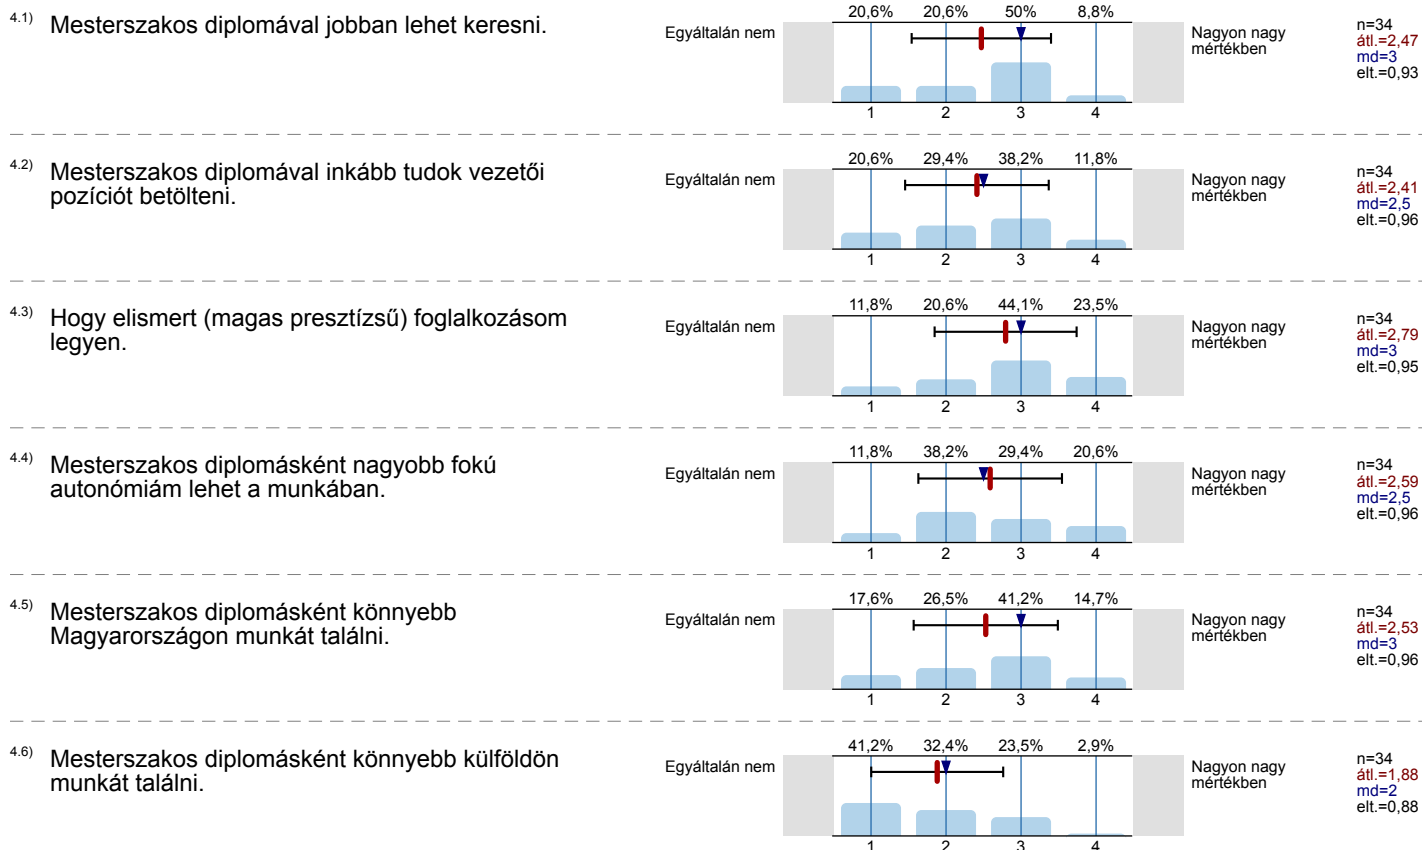 4.1) Mesterszakos diplomával jobban lehet keresni.
Egyáltalán nem
20,6% 20,6% 50% 8,8%
1 2 3 4
Nagyon nagy
mértékben
n=34
átl.=2,47
md=3
elt.=0,93
4.2) Mesterszakos diplomával inkább tudok vezetői
pozíciót betölteni.
Egyáltalán nem
20,6% 29,4% 38,2% 11,8%
1 2 3 4
Nagyon nagy
mértékben
n=34
átl.=2,41
md=2,5
elt.=0,96
4.3) Hogy elismert (magas presztízsű) foglalkozásom
legyen.
Egyáltalán nem
11,8% 20,6% 44,1% 23,5%
1 2 3 4
Nagyon nagy
mértékben
n=34
átl.=2,79
md=3
elt.=0,95
4.4) Mesterszakos diplomásként nagyobb fokú
autonómiám lehet a munkában.
Egyáltalán nem
11,8% 38,2% 29,4% 20,6%
1 2 3 4
Nagyon nagy
mértékben
n=34
átl.=2,59
md=2,5
elt.=0,96
4.5) Mesterszakos diplomásként könnyebb
Magyarországon munkát találni.
Egyáltalán nem
17,6% 26,5% 41,2% 14,7%
1 2 3 4
Nagyon nagy
mértékben
n=34
átl.=2,53
md=3
elt.=0,96
4.6) Mesterszakos diplomásként könnyebb külföldön
munkát találni.
Egyáltalán nem
41,2% 32,4% 23,5% 2,9%
1 2 3 4
Nagyon nagy
mértékben
n=34
átl.=1,88
md=2
elt.=0,88